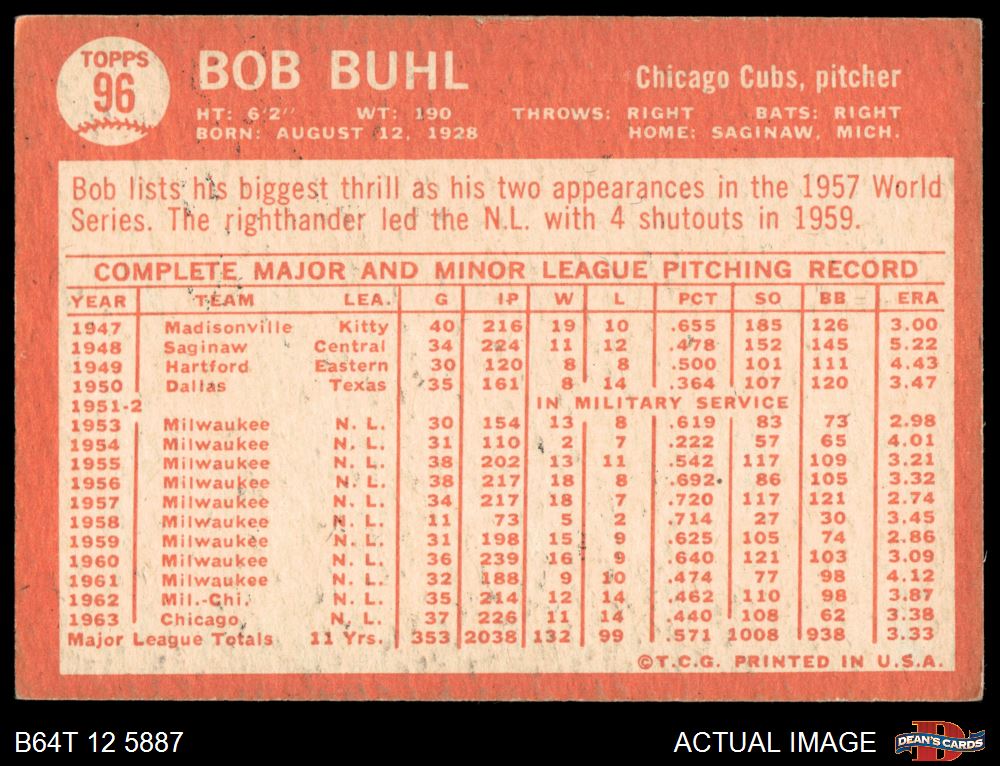 TOPPS
96
BOB BUHL
Chicago Cubs, pitcher
HT: 6'2" WT: 190 THROWS: RIGHT BATS: RIGHT
BORN: AUGUST 12, 1928 HOME: SAGINAW, MICH.
Bob lists his biggest thrill as his two appearances in the 1957 World
Series. The righthander led the N.L. with 4 shutouts in 1959.
COMPLETE MAJOR AND MINOR LEAGUE PITCHING RECORD
YEAR TEAM LEA. G IP W L PCT SO BB ERA
1947 Madisonville Kitty 40 216 19 10 .655 185 126 3.00
1948 Saginaw Central 34 224 11 12 .478 152 145 5.22
1949 Hartford Eastern 30 120 8 8 .500 101 111 4.43
1950 Dallas Texas 35 161 8 14 .364 107 120 3.47
1951-2 IN MILITARY SERVICE
1953 Milwaukee N. L. 30 154 13 8 .619 83 73 2.98
1954 Milwaukee N. L. 31 110 2 7 .222 57 65 4.01
1955 Milwaukee N. L. 38 202 13 11 .542 117 109 3.21
1956 Milwaukee N. L. 38 217 18 8 .692 86 105 3.32
1957 Milwaukee N. L. 34 217 18 7 .720 117 121 2.74
1958 Milwaukee N. L. 11 73 5 2 .714 27 30 3.45
1959 Milwaukee N. L. 31 198 15 9 .625 105 74 2.86
1960 Milwaukee N. L. 36 239 16 9 .640 121 103 3.09
1961 Milwaukee N. L. 32 188 9 10 .474 77 98 4.12
1962 Mil.-Chi. N. L. 35 214 12 14 .462 110 98 3.87
1963 Chicago N. L. 37 226 11 14 .440 108 62 3.38
Major League Totals 11 Yrs. 353 2038 132 99 .571 1008 938 3.33
©T.C.G. PRINTED IN U.S.A.
B64T 12 5887
ACTUAL IMAGE
DEAN'S CARDS